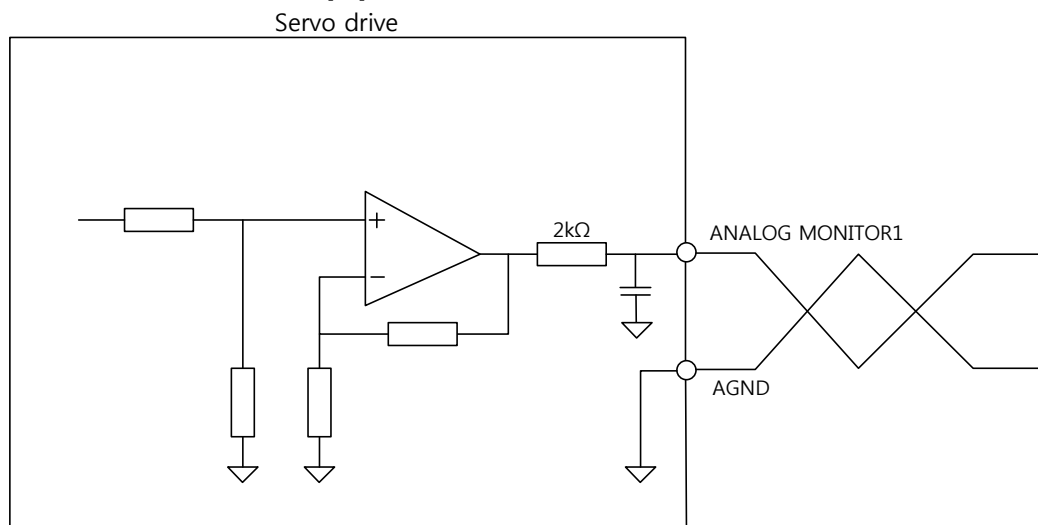 Servo drive
+
2kΩ
ANALOG MONITOR1
−
AGND